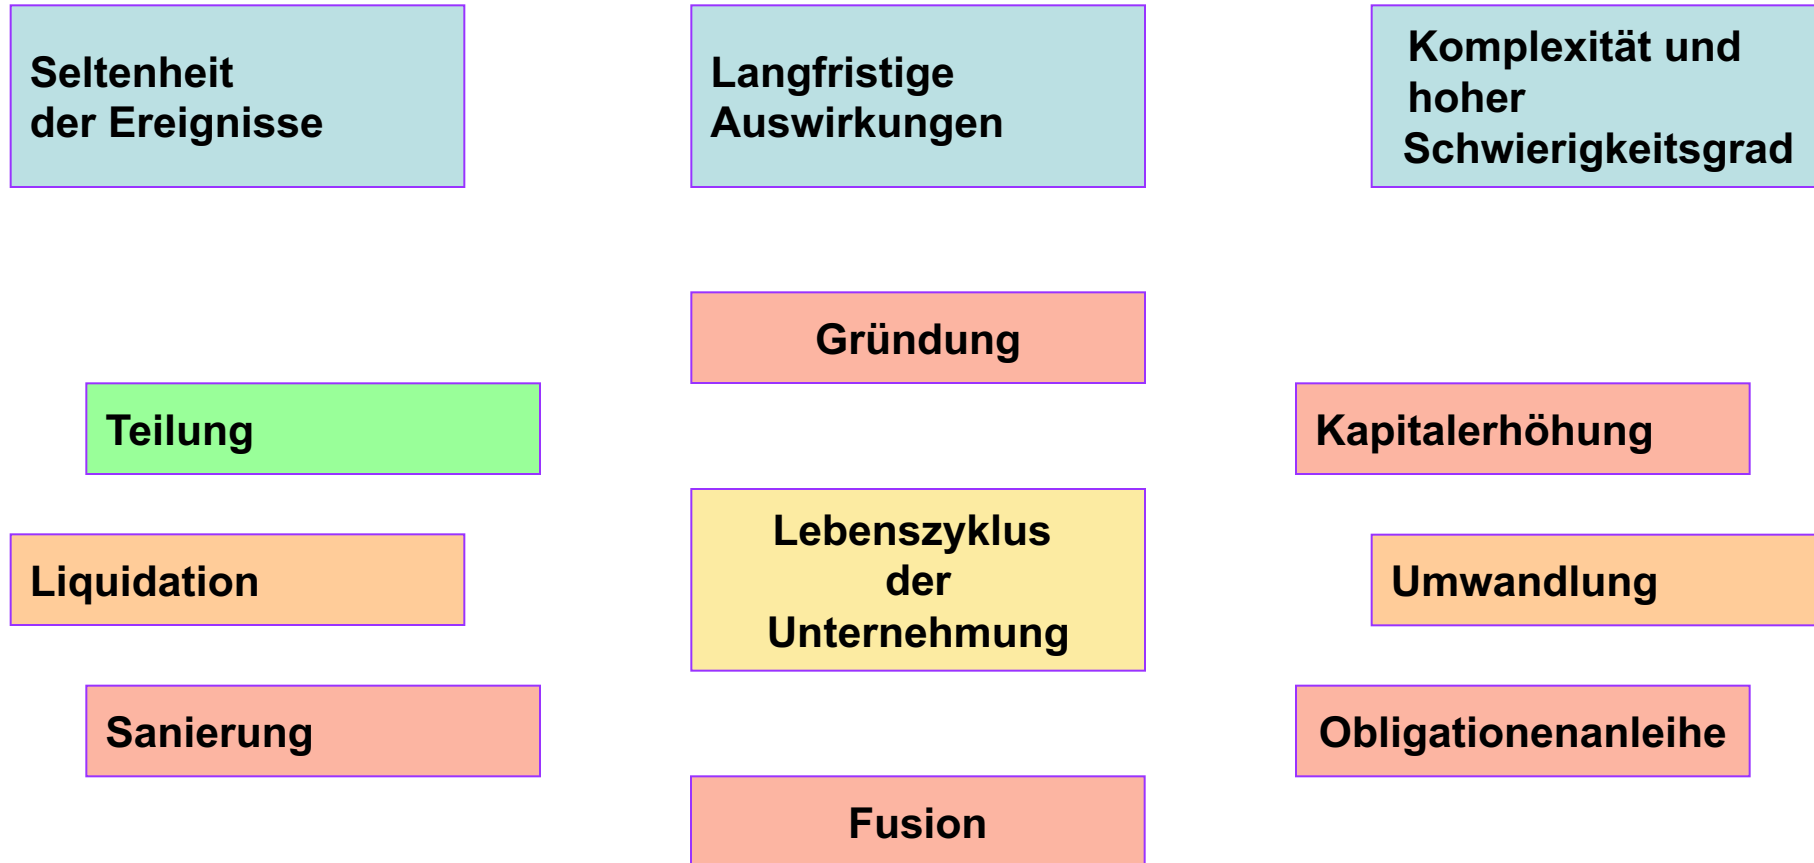 Seltenheit
der Ereignisse
Langfristige
Auswirkungen
Komplexität und
hoher
Schwierigkeitsgrad
Gründung
Teilung
Kapitalerhöhung
Lebenszyklus
der
Unternehmung
Liquidation
Umwandlung
Sanierung
Obligationenanleihe
Fusion